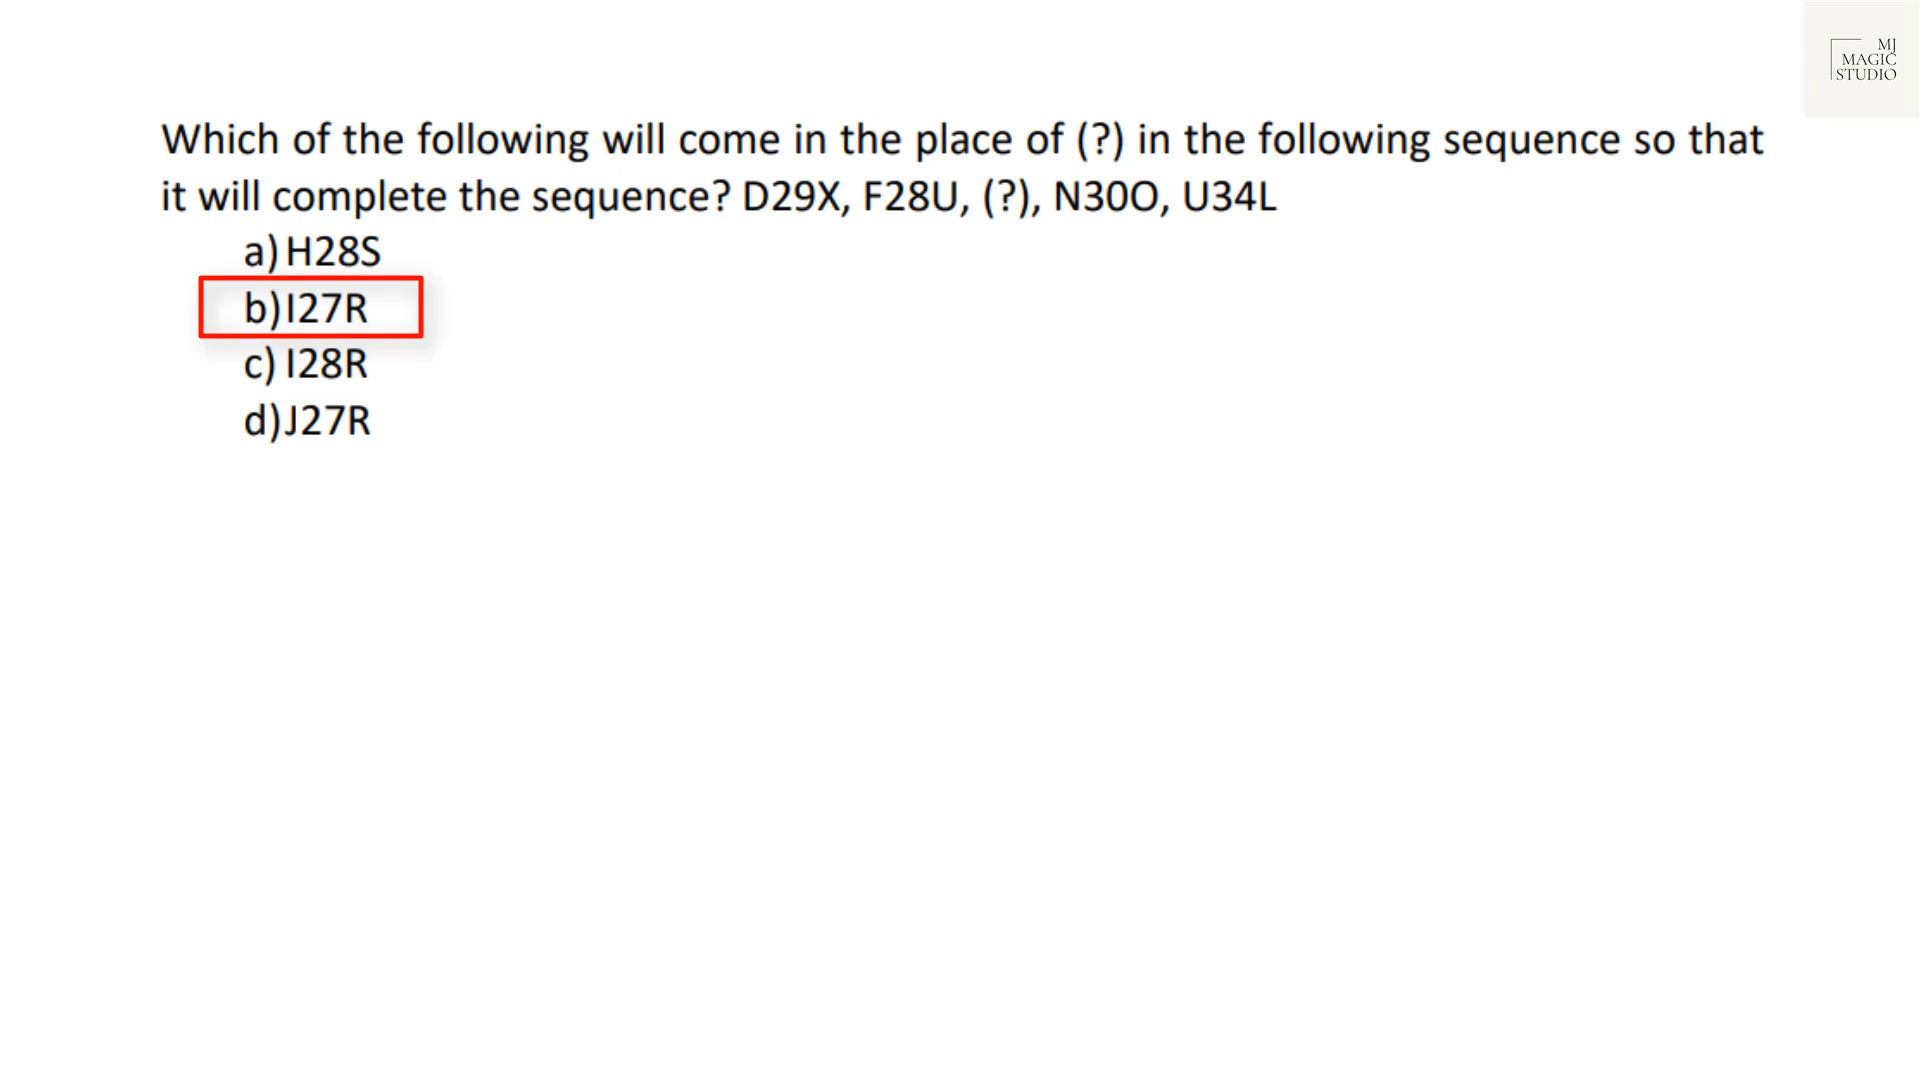 MJ
MAGIC
STUDIO
Which of the following will come in the place of (?) in the following sequence so that
it will complete the sequence? D29X, F28U, (?), N30O, U34L
a) H28S
b) I27R
c) I28R
d) J27R